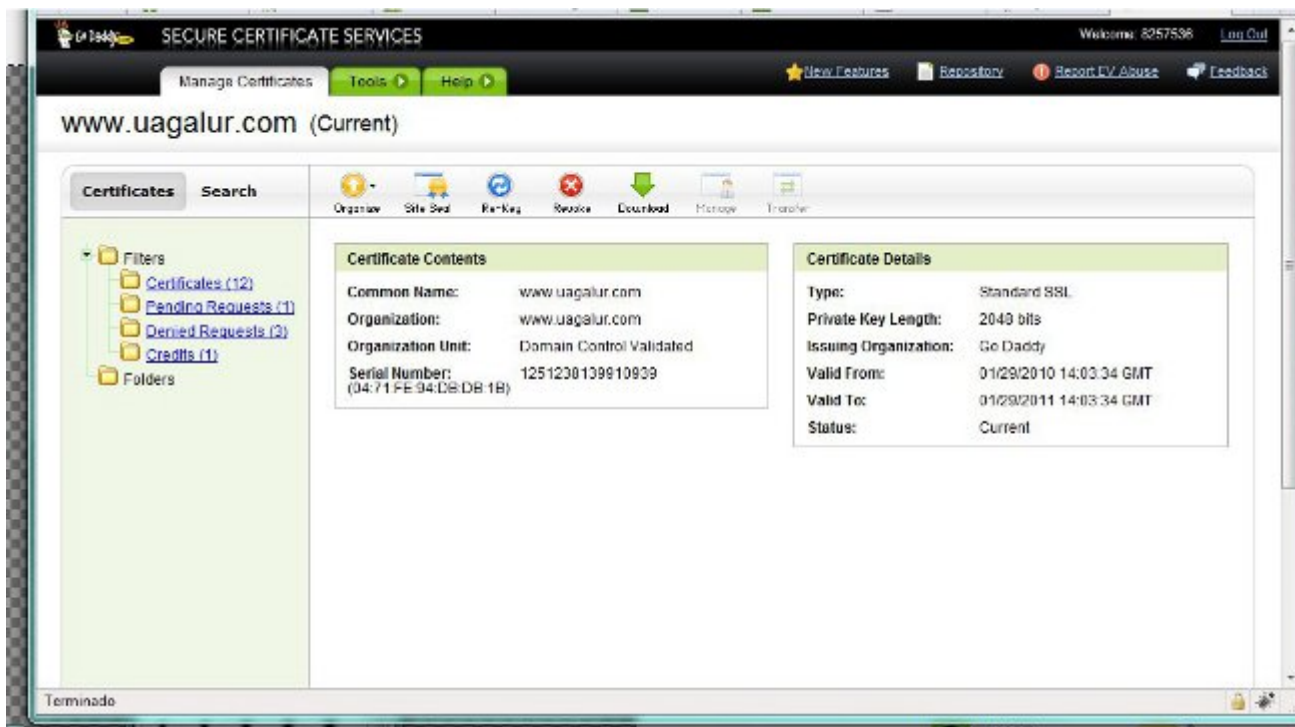 Go Daddy SECURE CERTIFICATE SERVICES Welcome: 8257536 Log Out
Manage Certificates Tools Help New Features Repository Report EV Abuse Feedback
www.uagalur.com (Current)
Certificates Search
Organize Site Seal Re-Key Revoke Download Manage Transfer
Filters
Certificates (12)
Pending Requests (1)
Denied Requests (3)
Credits (1)
Folders
Certificate Contents
Common Name: www.uagalur.com
Organization: www.uagalur.com
Organization Unit: Domain Control Validated
Serial Number: 1251238139910939
(04:71:FE:94:DB:DB:1B)
Certificate Details
Type: Standard SSL
Private Key Length: 2048 bits
Issuing Organization: Go Daddy
Valid From: 01/29/2010 14:03:34 GMT
Valid To: 01/29/2011 14:03:34 GMT
Status: Current
Terminado